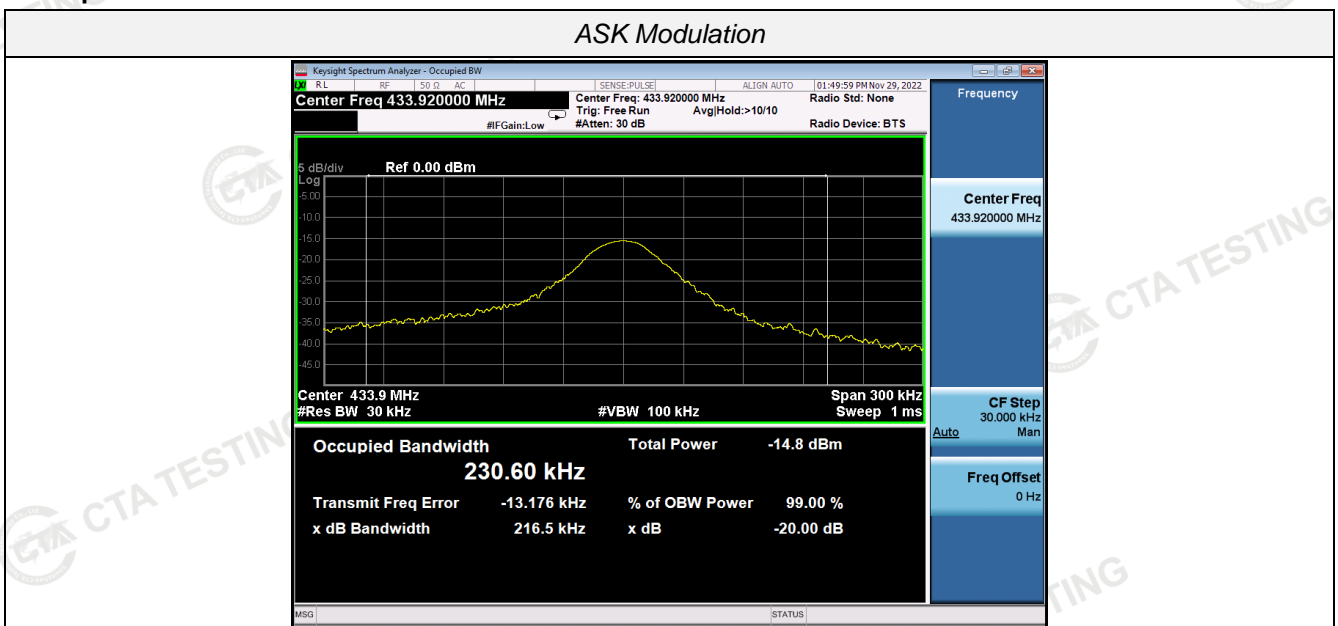 ASK Modulation
Keysight Spectrum Analyzer - Occupied BW
LXI RL RF 50 Ω AC SENSE:PULSE ALIGN AUTO 01:49:59 PM Nov 29, 2022
Center Freq 433.920000 MHz
Center Freq: 433.920000 MHz
Radio Std: None
Trig: Free Run Avg|Hold:>10/10
#IFGain:Low
#Atten: 30 dB
Radio Device: BTS
5 dB/div Ref 0.00 dBm
Log
-5.00
-10.0
-15.0
-20.0
-25.0
-30.0
-35.0
-40.0
-45.0
Center 433.9 MHz Span 300 kHz
#Res BW 30 kHz #VBW 100 kHz Sweep 1 ms
Occupied Bandwidth Total Power -14.8 dBm
230.60 kHz
Transmit Freq Error -13.176 kHz % of OBW Power 99.00 %
x dB Bandwidth 216.5 kHz x dB -20.00 dB
MSG STATUS
Frequency
Center Freq
433.920000 MHz
CF Step
30.000 kHz
Auto Man
Freq Offset
0 Hz
CTA TESTING
CTA TESTING
CTA
TING